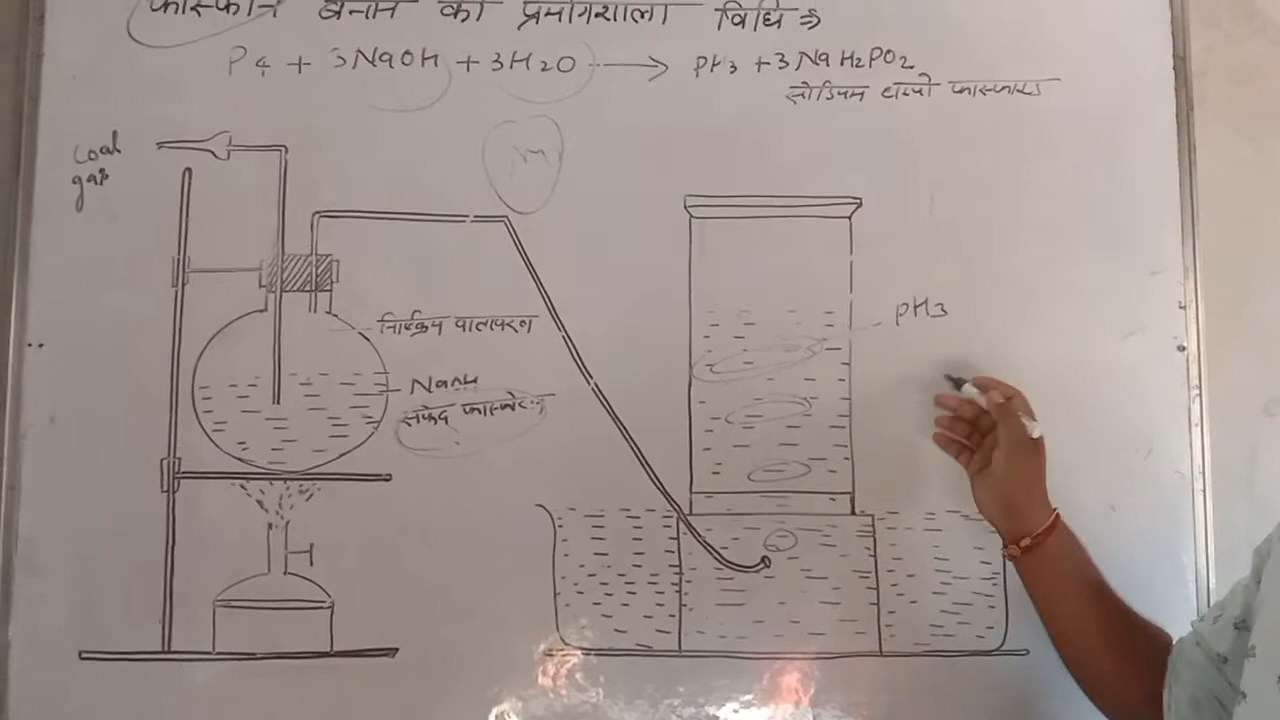 फास्फीन बनाने की प्रयोगशाला विधि ⇒
P4 + 3NaOH + 3H2O → PH3 + 3NaH2PO2
सोडियम हाइपो फास्फाइट
Coal
gas
निष्क्रिय वातावरण
NaOH
सफेद फास्फोरस
PH3